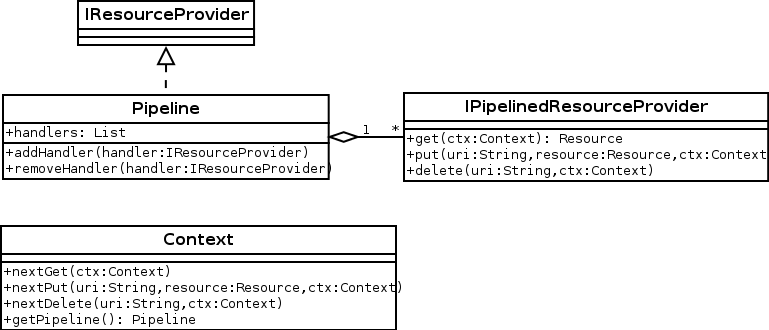 IResourceProvider
Pipeline
+handlers: List
+addHandler(handler:IResourceProvider)
+removeHandler(handler:IResourceProvider)
1
*
IPipelinedResourceProvider
+get(ctx:Context): Resource
+put(uri:String,resource:Resource,ctx:Context
+delete(uri:String,ctx:Context)
Context
+nextGet(ctx:Context)
+nextPut(uri:String,resource:Resource,ctx:Context)
+nextDelete(uri:String,ctx:Context)
+getPipeline(): Pipeline